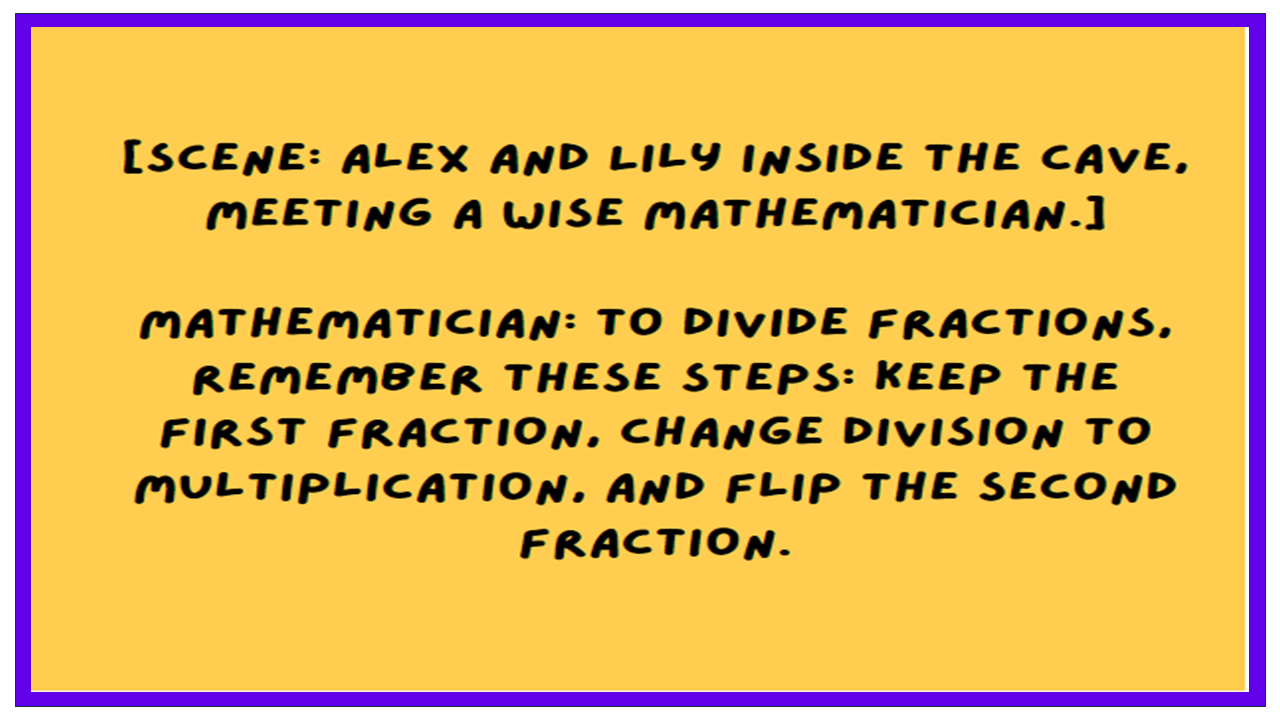 [SCENE: ALEX AND LILY INSIDE THE CAVE,
MEETING A WISE MATHEMATICIAN.]
MATHEMATICIAN: TO DIVIDE FRACTIONS,
REMEMBER THESE STEPS: KEEP THE
FIRST FRACTION, CHANGE DIVISION TO
MULTIPLICATION, AND FLIP THE SECOND
FRACTION.